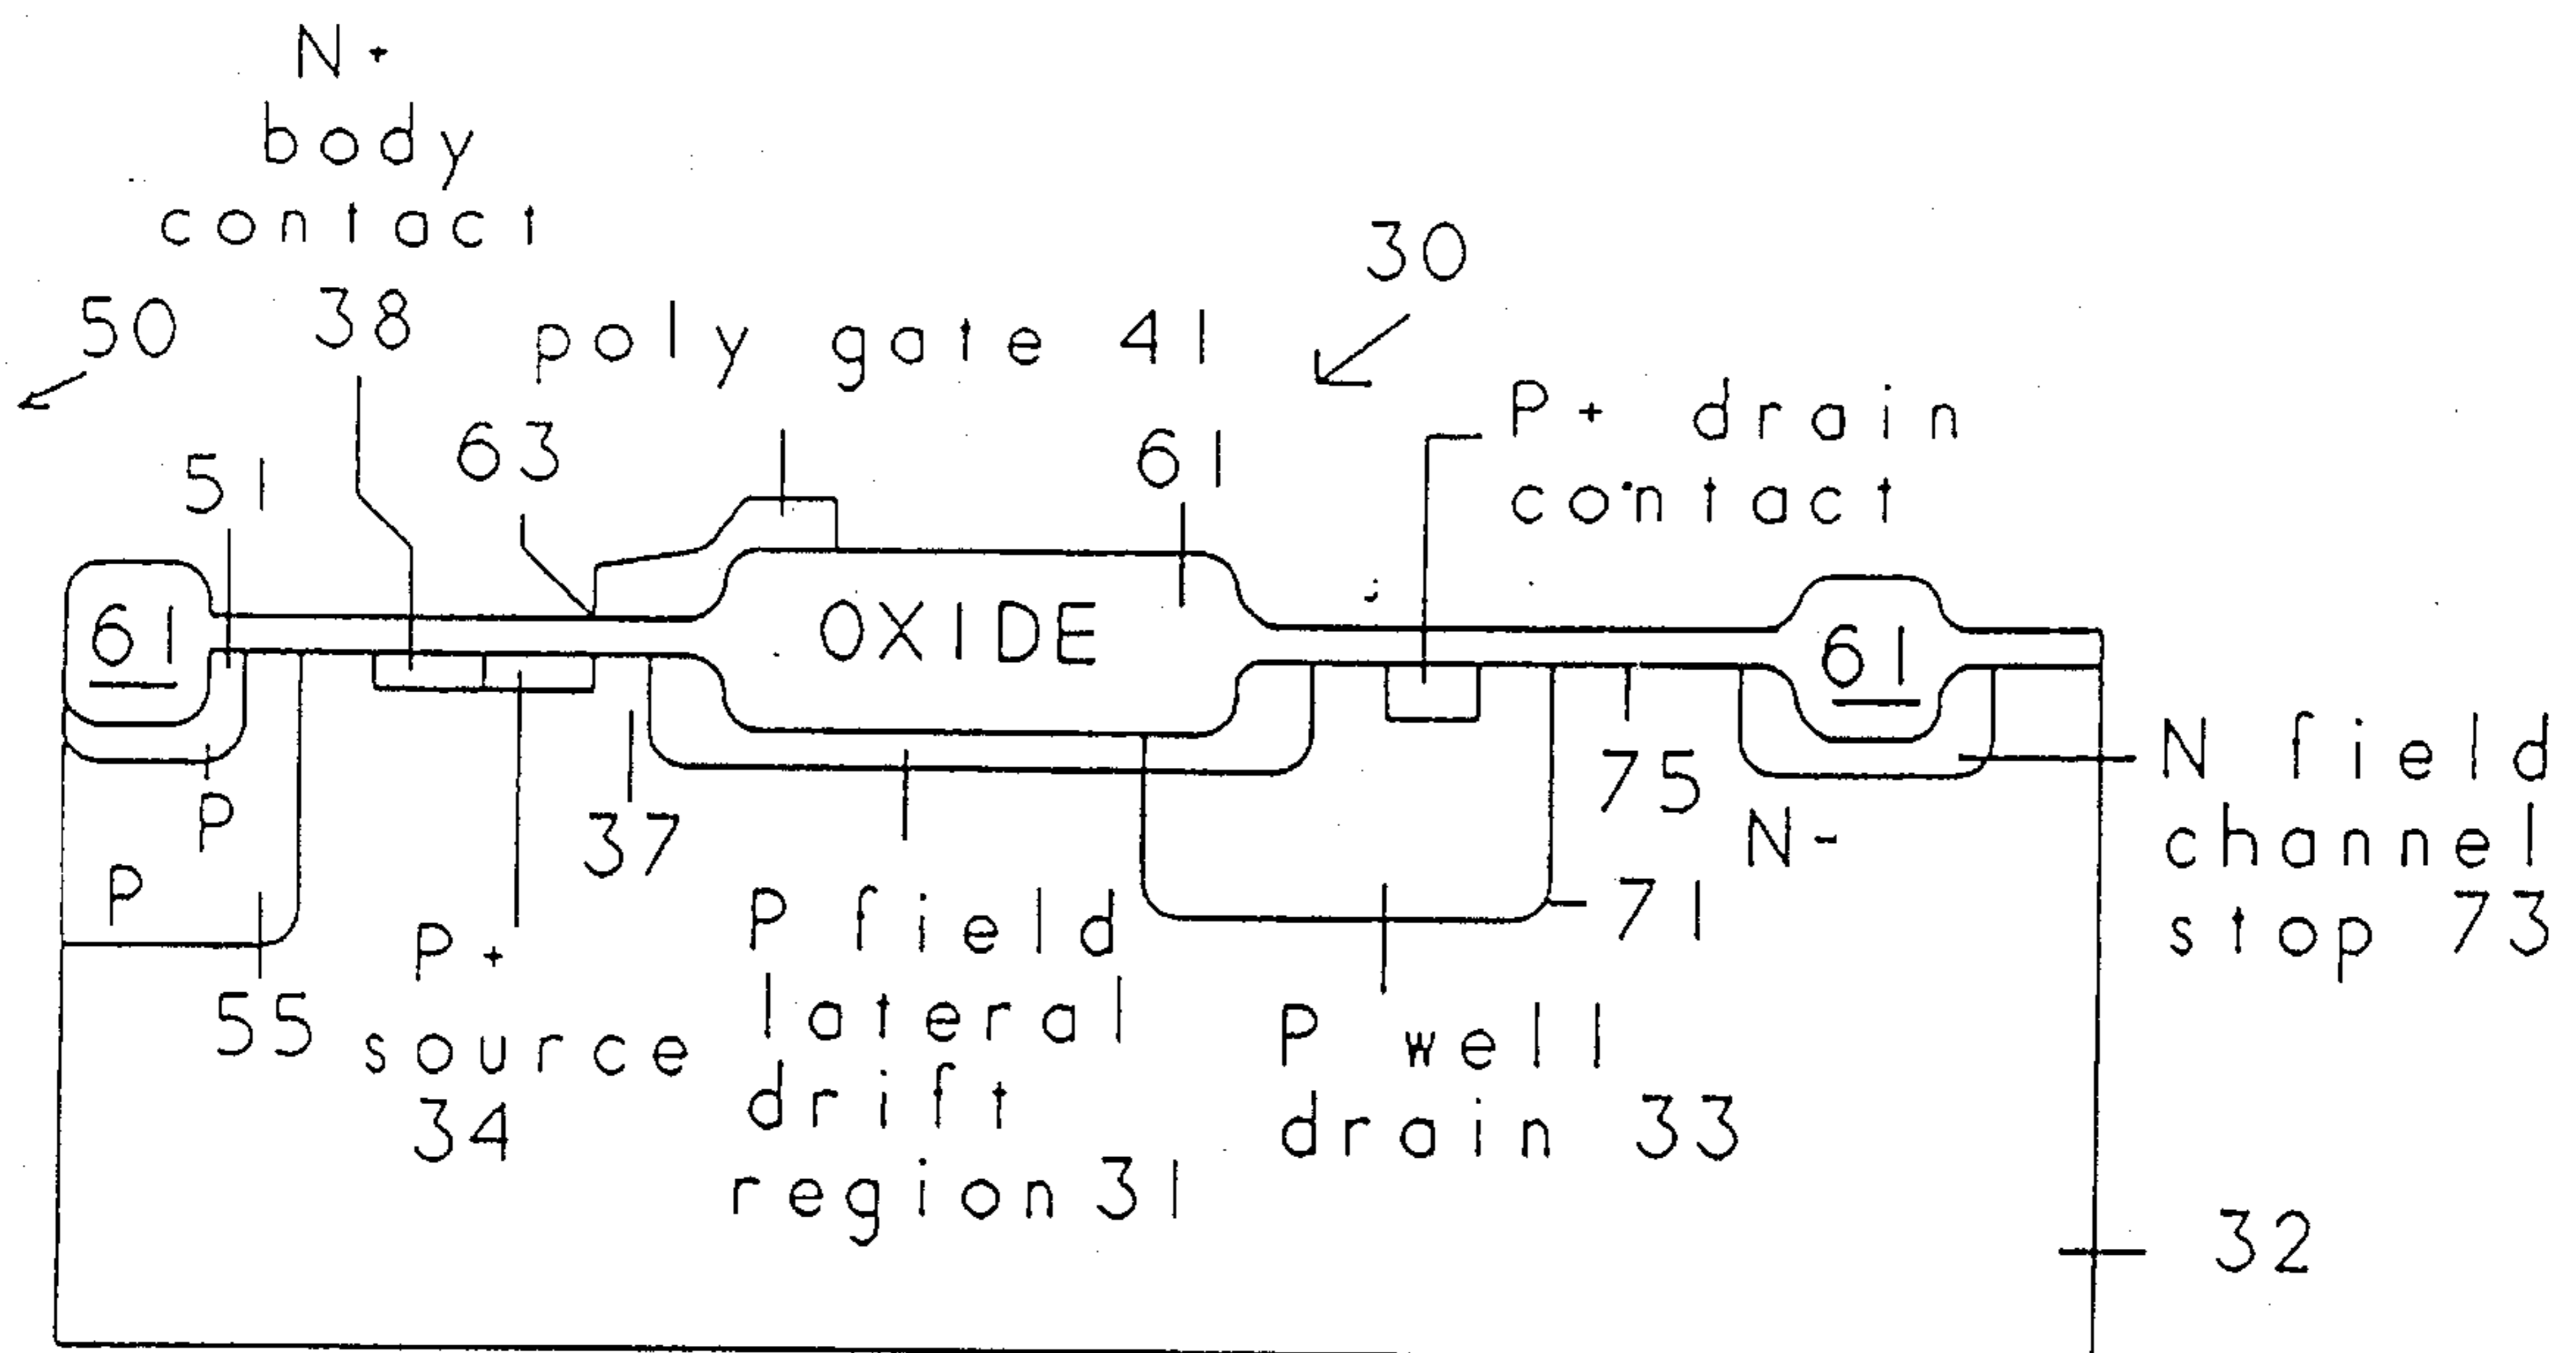 N+
body
contact
38
50
poly gate 41
30
51
63
61
P+ drain
contact
61
OXIDE
61
P
P
55
P+
source
34
37
P field
lateral
drift
region 31
P well
drain 33
75
N-
71
N field
channel
stop 73
32